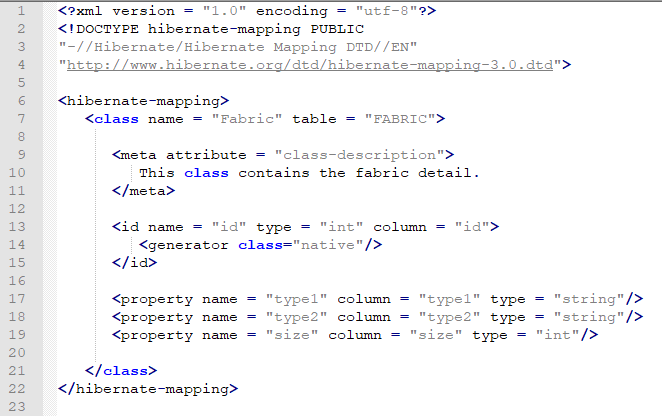 1 <?xml version = "1.0" encoding = "utf-8"?>
2 <!DOCTYPE hibernate-mapping PUBLIC
3 "-//Hibernate/Hibernate Mapping DTD//EN"
4 "http://www.hibernate.org/dtd/hibernate-mapping-3.0.dtd">
5
6 <hibernate-mapping>
7    <class name = "Fabric" table = "FABRIC">
8
9       <meta attribute = "class-description">
10          This class contains the fabric detail.
11       </meta>
12
13       <id name = "id" type = "int" column = "id">
14          <generator class="native"/>
15       </id>
16
17       <property name = "type1" column = "type1" type = "string"/>
18       <property name = "type2" column = "type2" type = "string"/>
19       <property name = "size" column = "size" type = "int"/>
20
21    </class>
22 </hibernate-mapping>
23